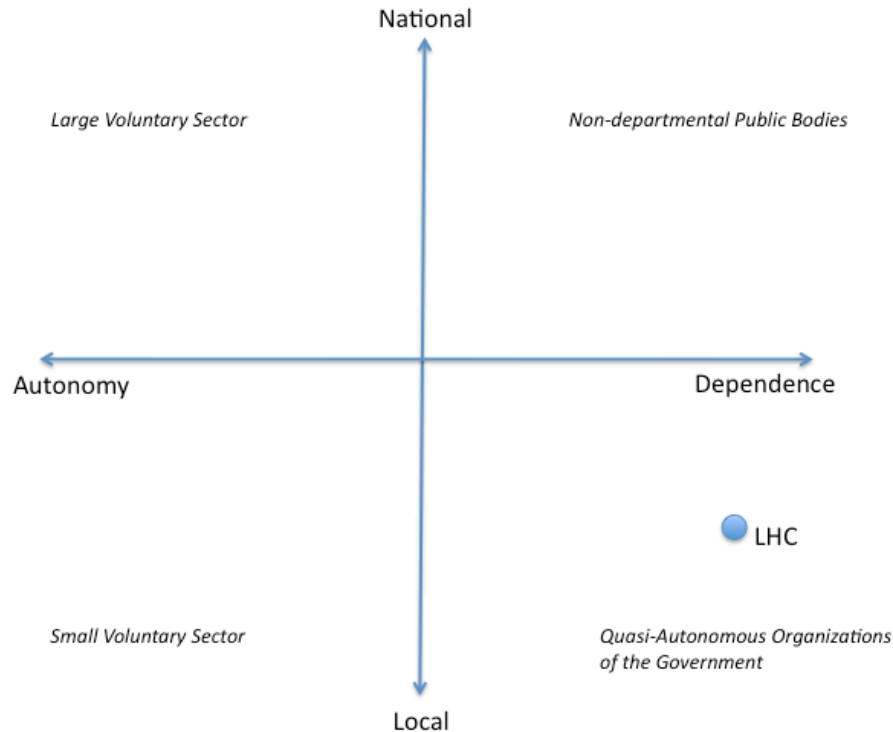 National
Large Voluntary Sector
Non-departmental Public Bodies
Autonomy
Dependence
LHC
Small Voluntary Sector
Quasi-Autonomous Organizations
of the Government
Local